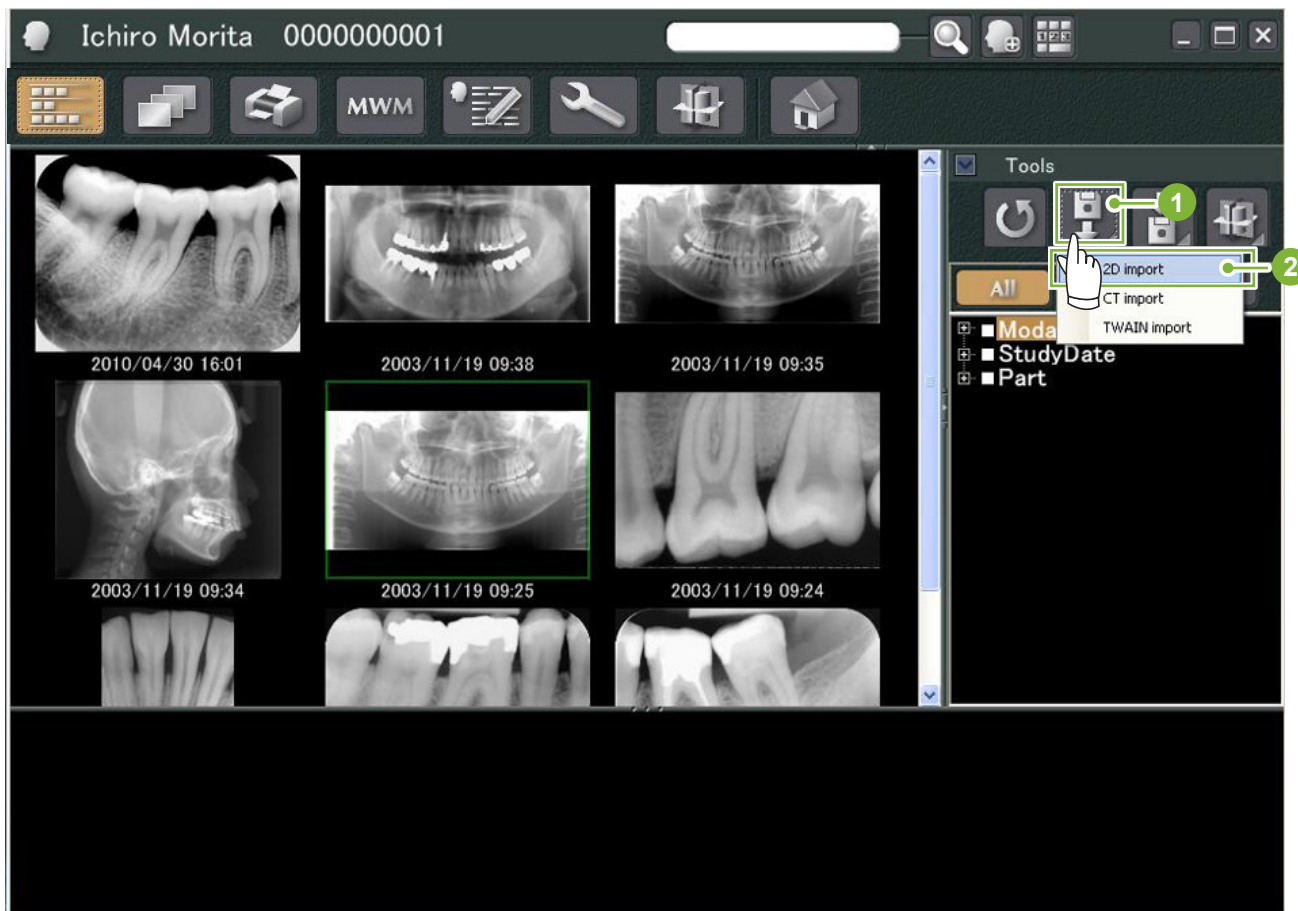 Ichiro Morita 0000000001
MWM
Tools
1
2D import
2
All
CT import
TWAIN import
Moda
StudyDate
Part
2010/04/30 16:01
2003/11/19 09:38
2003/11/19 09:35
2003/11/19 09:34
2003/11/19 09:25
2003/11/19 09:24